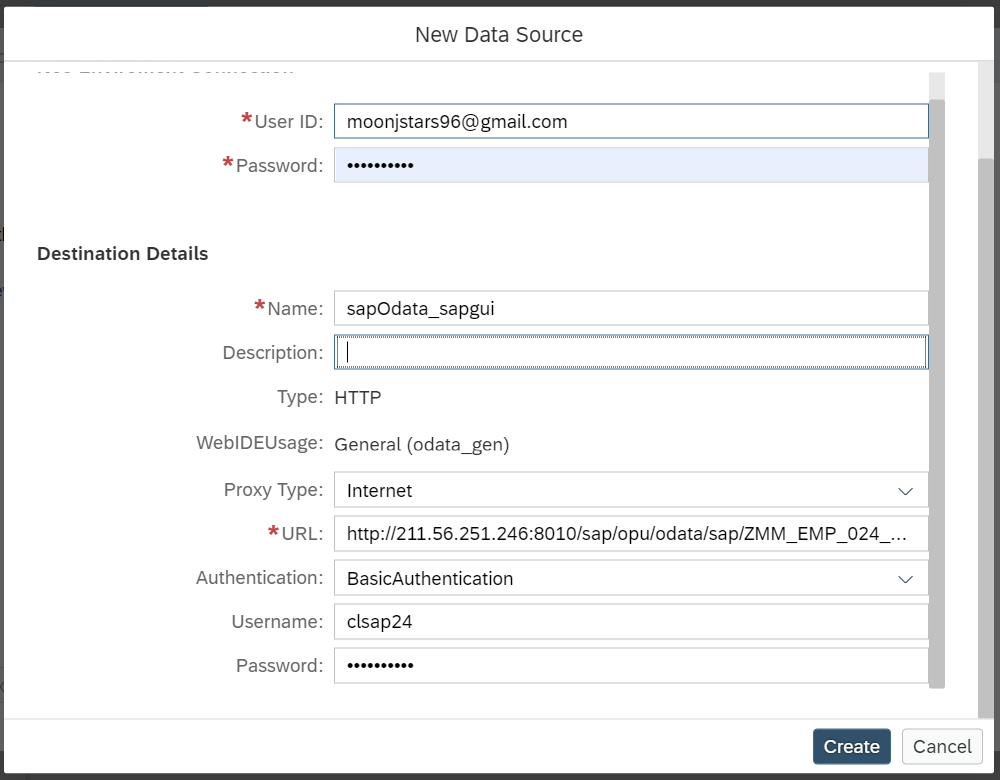 New Data Source
*User ID: moonjstars96@gmail.com
*Password: ••••••••••
Destination Details
*Name: sapOdata_sapgui
Description:
Type: HTTP
WebIDEUsage: General (odata_gen)
Proxy Type: Internet
*URL: http://211.56.251.246:8010/sap/opu/odata/sap/ZMM_EMP_024_...
Authentication: BasicAuthentication
Username: clsap24
Password: ••••••••••
Create Cancel